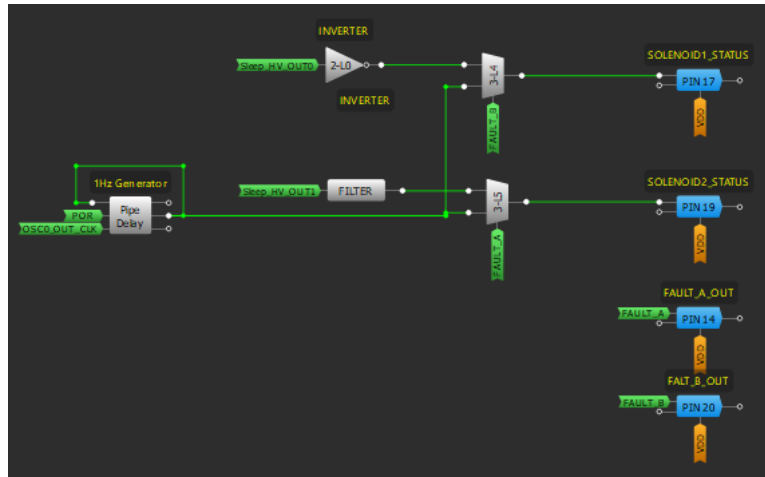 INVERTER
Sleep_HV_OUT0
2-L0
INVERTER
3-L4
FAULT_B
SOLENOID1_STATUS
PIN 17
VDD
1Hz Generator
POR
OSC0_OUT_CLK
Pipe
Delay
Sleep_HV_OUT1
FILTER
3-L5
FAULT_A
SOLENOID2_STATUS
PIN 19
VDD
FAULT_A_OUT
FAULT_A
PIN 14
VDD
FALT_B_OUT
FAULT_B
PIN 20
VDD